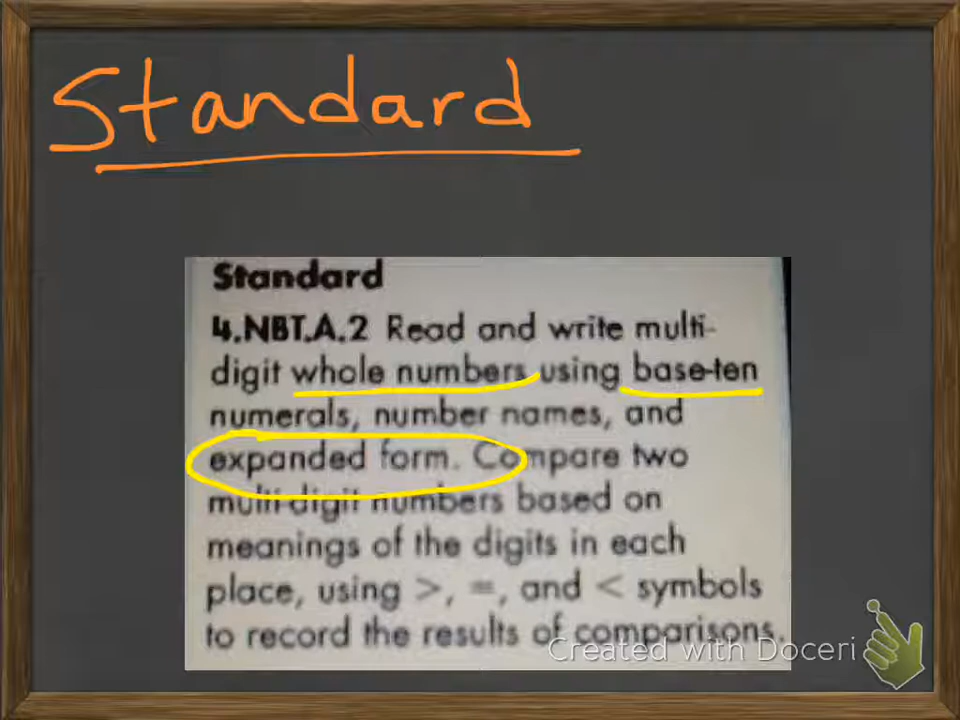 Standard
Standard
4.NBT.A.2 Read and write multi-
digit whole numbers using base-ten
numerals, number names, and
expanded form. Compare two
multi-digit numbers based on
meanings of the digits in each
place, using >, =, and < symbols
to record the results of comparisons.
Created with Doceri